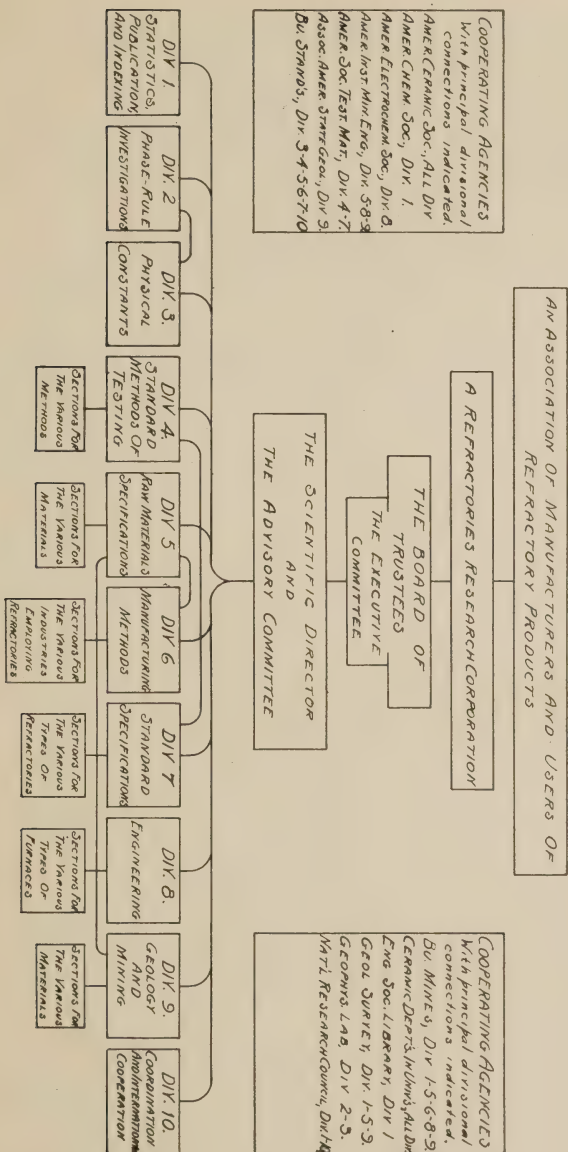 AN ASSOCIATION OF MANUFACTURERS AND USERS OF
REFRACTORY PRODUCTS
A REFRACTORIES RESEARCH CORPORATION
THE BOARD OF
TRUSTEES
THE EXECUTIVE
COMMITTEE
THE SCIENTIFIC DIRECTOR
AND
THE ADVISORY COMMITTEE
COOPERATING AGENCIES
With principal divisional
connections indicated.
AMER. CERAMIC SOC., ALL DIV
AMER. CHEM. SOC., DIV. 1.
AMER. ELECTROCHEM. SOC., DIV. 8.
AMER. INST. MIN. ENG., DIV. 5-8-9
AMER. SOC. TEST. MAT., DIV. 4-7.
ASSOC. AMER. STATE GEOL., DIV 9.
BU. STAND'S., DIV. 3-4-5-6-7-10
COOPERATING AGENCIES
With principal divisional
connections indicated.
BU. MINES, DIV 1-5-6-8-9
CERAMIC DEPT'S. IN UNIV'S, ALL DIV.
ENG SOC. LIBRARY, DIV 1
GEOL SURVEY, DIV. 1-5-9.
GEOPHYS. LAB, DIV 2-3.
NAT'L RESEARCH COUNCIL, DIV.
DIV 1.
STATISTICS,
PUBLICATION,
AND INDEXING
DIV. 2
PHASE-RULE
INVESTIGATIONS
DIV. 3.
PHYSICAL
CONSTANTS
DIV 4.
STANDARD
METHODS OF
TESTING
DIV 5
RAW MATERIALS
SPECIFICATIONS
DIV 6
MANUFACTURING
METHODS
DIV 7
STANDARD
SPECIFICATIONS
DIV. 8.
ENGINEERING
DIV. 9.
GEOLOGY
AND
MINING
DIV. 10.
COORDINATION
AND INTERNATIONAL
COOPERATION
SECTIONS FOR
THE VARIOUS
METHODS
SECTIONS FOR
THE VARIOUS
MATERIALS
SECTIONS FOR
THE VARIOUS
INDUSTRIES
EMPLOYING
REFRACTORIES
SECTIONS FOR
THE VARIOUS
TYPES OF
REFRACTORIES
SECTIONS FOR
THE VARIOUS
TYPES OF
FURNACES
SECTIONS FOR
THE VARIOUS
MATERIALS